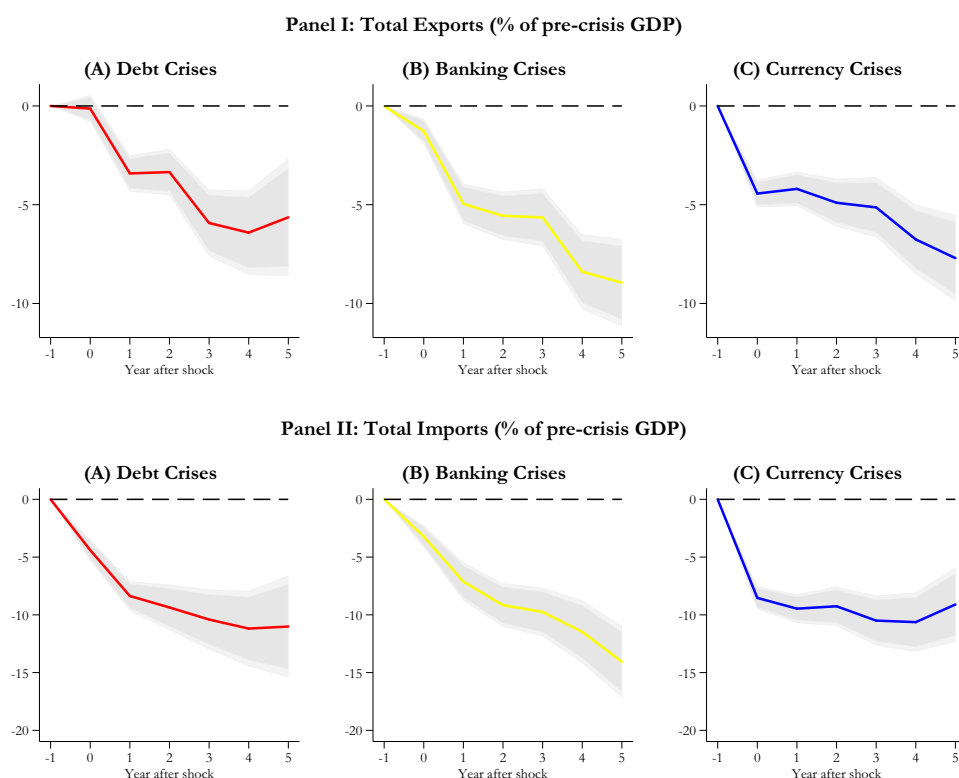 Panel I: Total Exports (% of pre-crisis GDP)
(A) Debt Crises
(B) Banking Crises
(C) Currency Crises
0
-5
-10
0
-5
-10
0
-5
-10
-1 0 1 2 3 4 5
-1 0 1 2 3 4 5
-1 0 1 2 3 4 5
Year after shock
Year after shock
Year after shock
Panel II: Total Imports (% of pre-crisis GDP)
(A) Debt Crises
(B) Banking Crises
(C) Currency Crises
0
-5
-10
-15
-20
0
-5
-10
-15
-20
0
-5
-10
-15
-20
-1 0 1 2 3 4 5
-1 0 1 2 3 4 5
-1 0 1 2 3 4 5
Year after shock
Year after shock
Year after shock